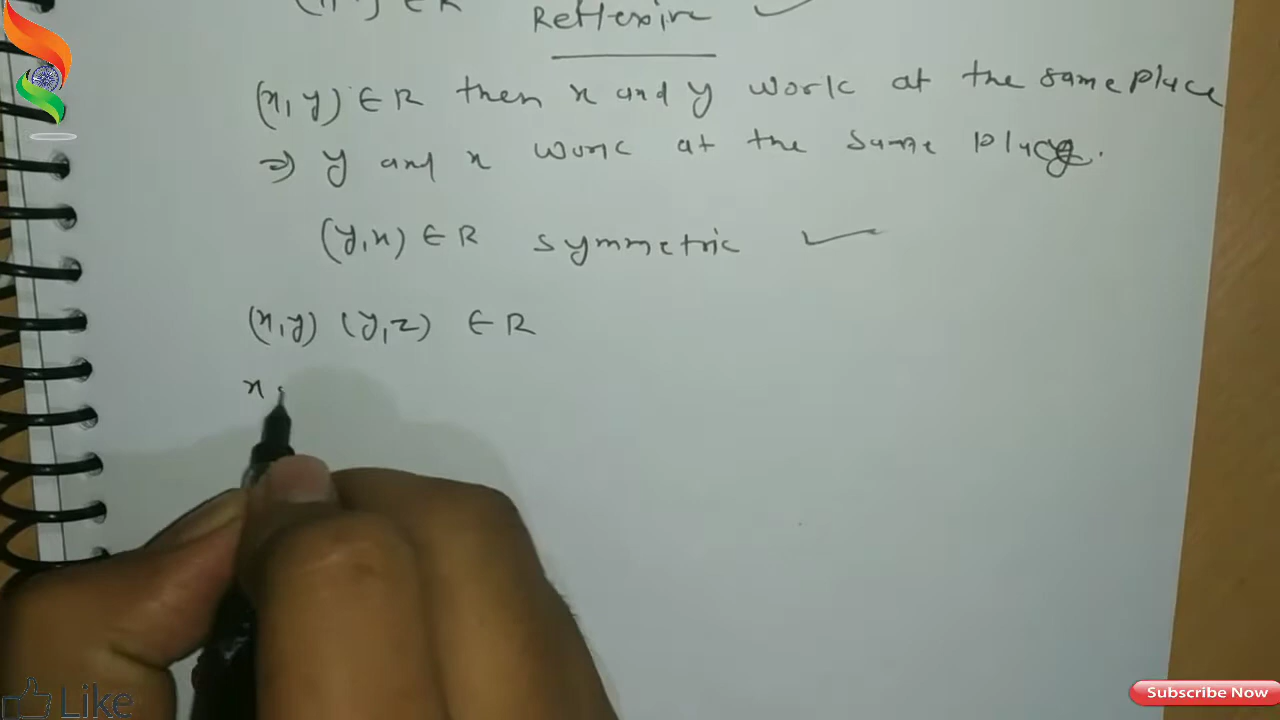 Reflexive ✓
(x,y) ∈ R then x and y work at the same place
⇒ y and x work at the same place.
(y,x) ∈ R symmetric ✓
(x,y) (y,z) ∈ R
x
Like
Subscribe Now